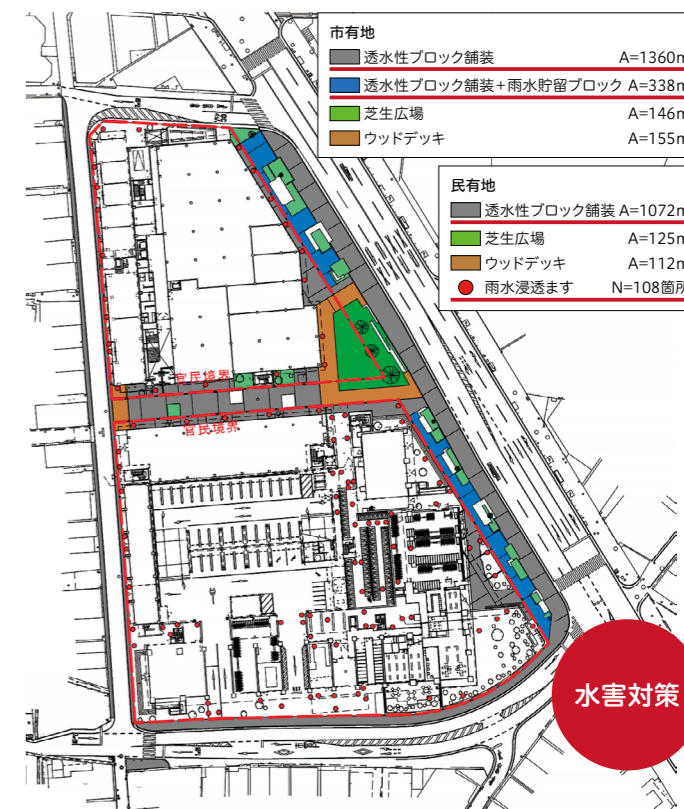 市有地
透水性ブロック舗装 A=1360m
透水性ブロック舗装+雨水貯留ブロック A=338m
芝生広場 A=146m
ウッドデッキ A=155m
民有地
透水性ブロック舗装 A=1072m
芝生広場 A=125m
ウッドデッキ A=112m
雨水浸透ます N=108箇所
官民境界
官民境界
水害対策